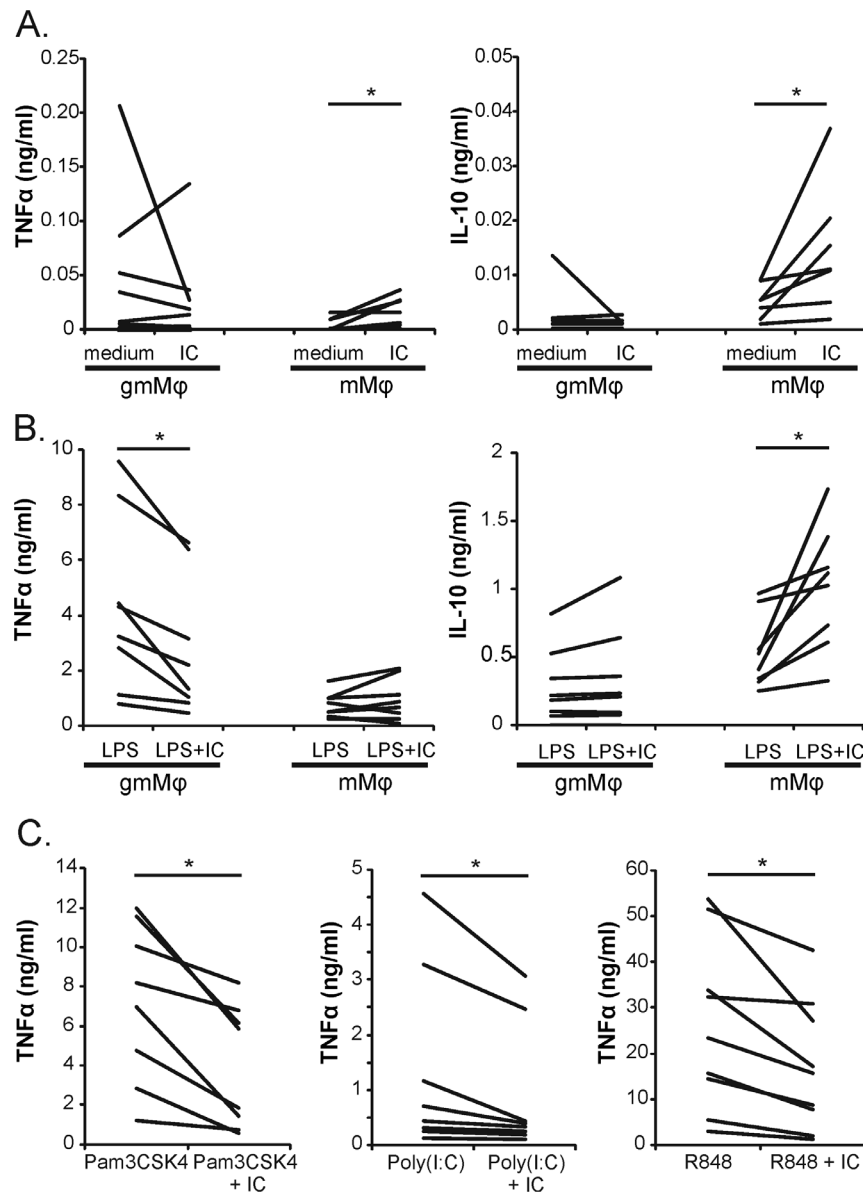 A.
TNFα (ng/ml)
0.25
0.20
0.15
0.10
0.05
0
*
medium IC medium IC
gmMφ mMφ
IL-10 (ng/ml)
0.05
0.04
0.03
0.02
0.01
0
*
medium IC medium IC
gmMφ mMφ
B.
TNFα (ng/ml)
10
8
6
4
2
0
*
LPS LPS+IC LPS LPS+IC
gmMφ mMφ
IL-10 (ng/ml)
2
1.5
1
0.5
0
*
LPS LPS+IC LPS LPS+IC
gmMφ mMφ
C.
TNFα (ng/ml)
14
12
10
8
6
4
2
0
*
Pam3CSK4 Pam3CSK4
+ IC
TNFα (ng/ml)
5
4
3
2
1
0
*
Poly(I:C) Poly(I:C)
+ IC
TNFα (ng/ml)
60
50
40
30
20
10
0
*
R848 R848 + IC